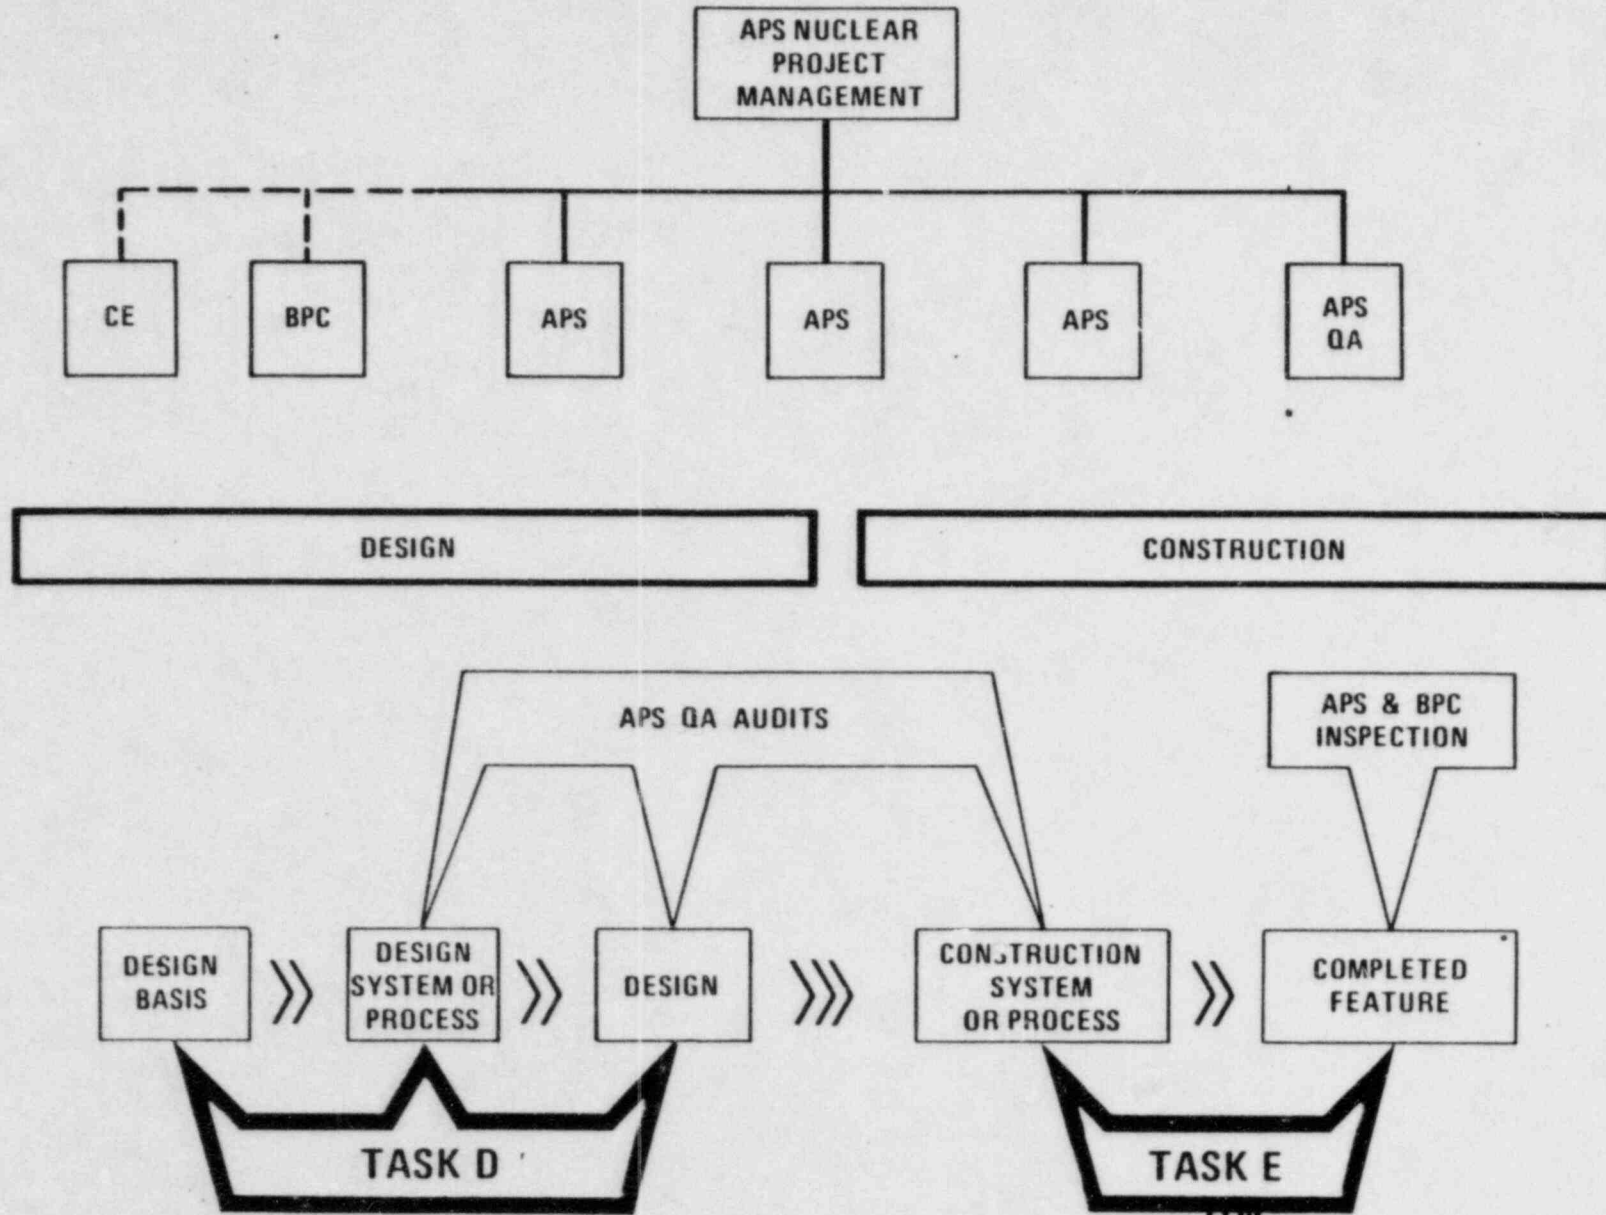 APS NUCLEAR
PROJECT
MANAGEMENT
CE
BPC
APS
APS
APS
APS
QA
DESIGN
CONSTRUCTION
APS QA AUDITS
APS & BPC
INSPECTION
DESIGN
BASIS
DESIGN
SYSTEM OR
PROCESS
DESIGN
CONSTRUCTION
SYSTEM
OR PROCESS
COMPLETED
FEATURE
TASK D
TASK E